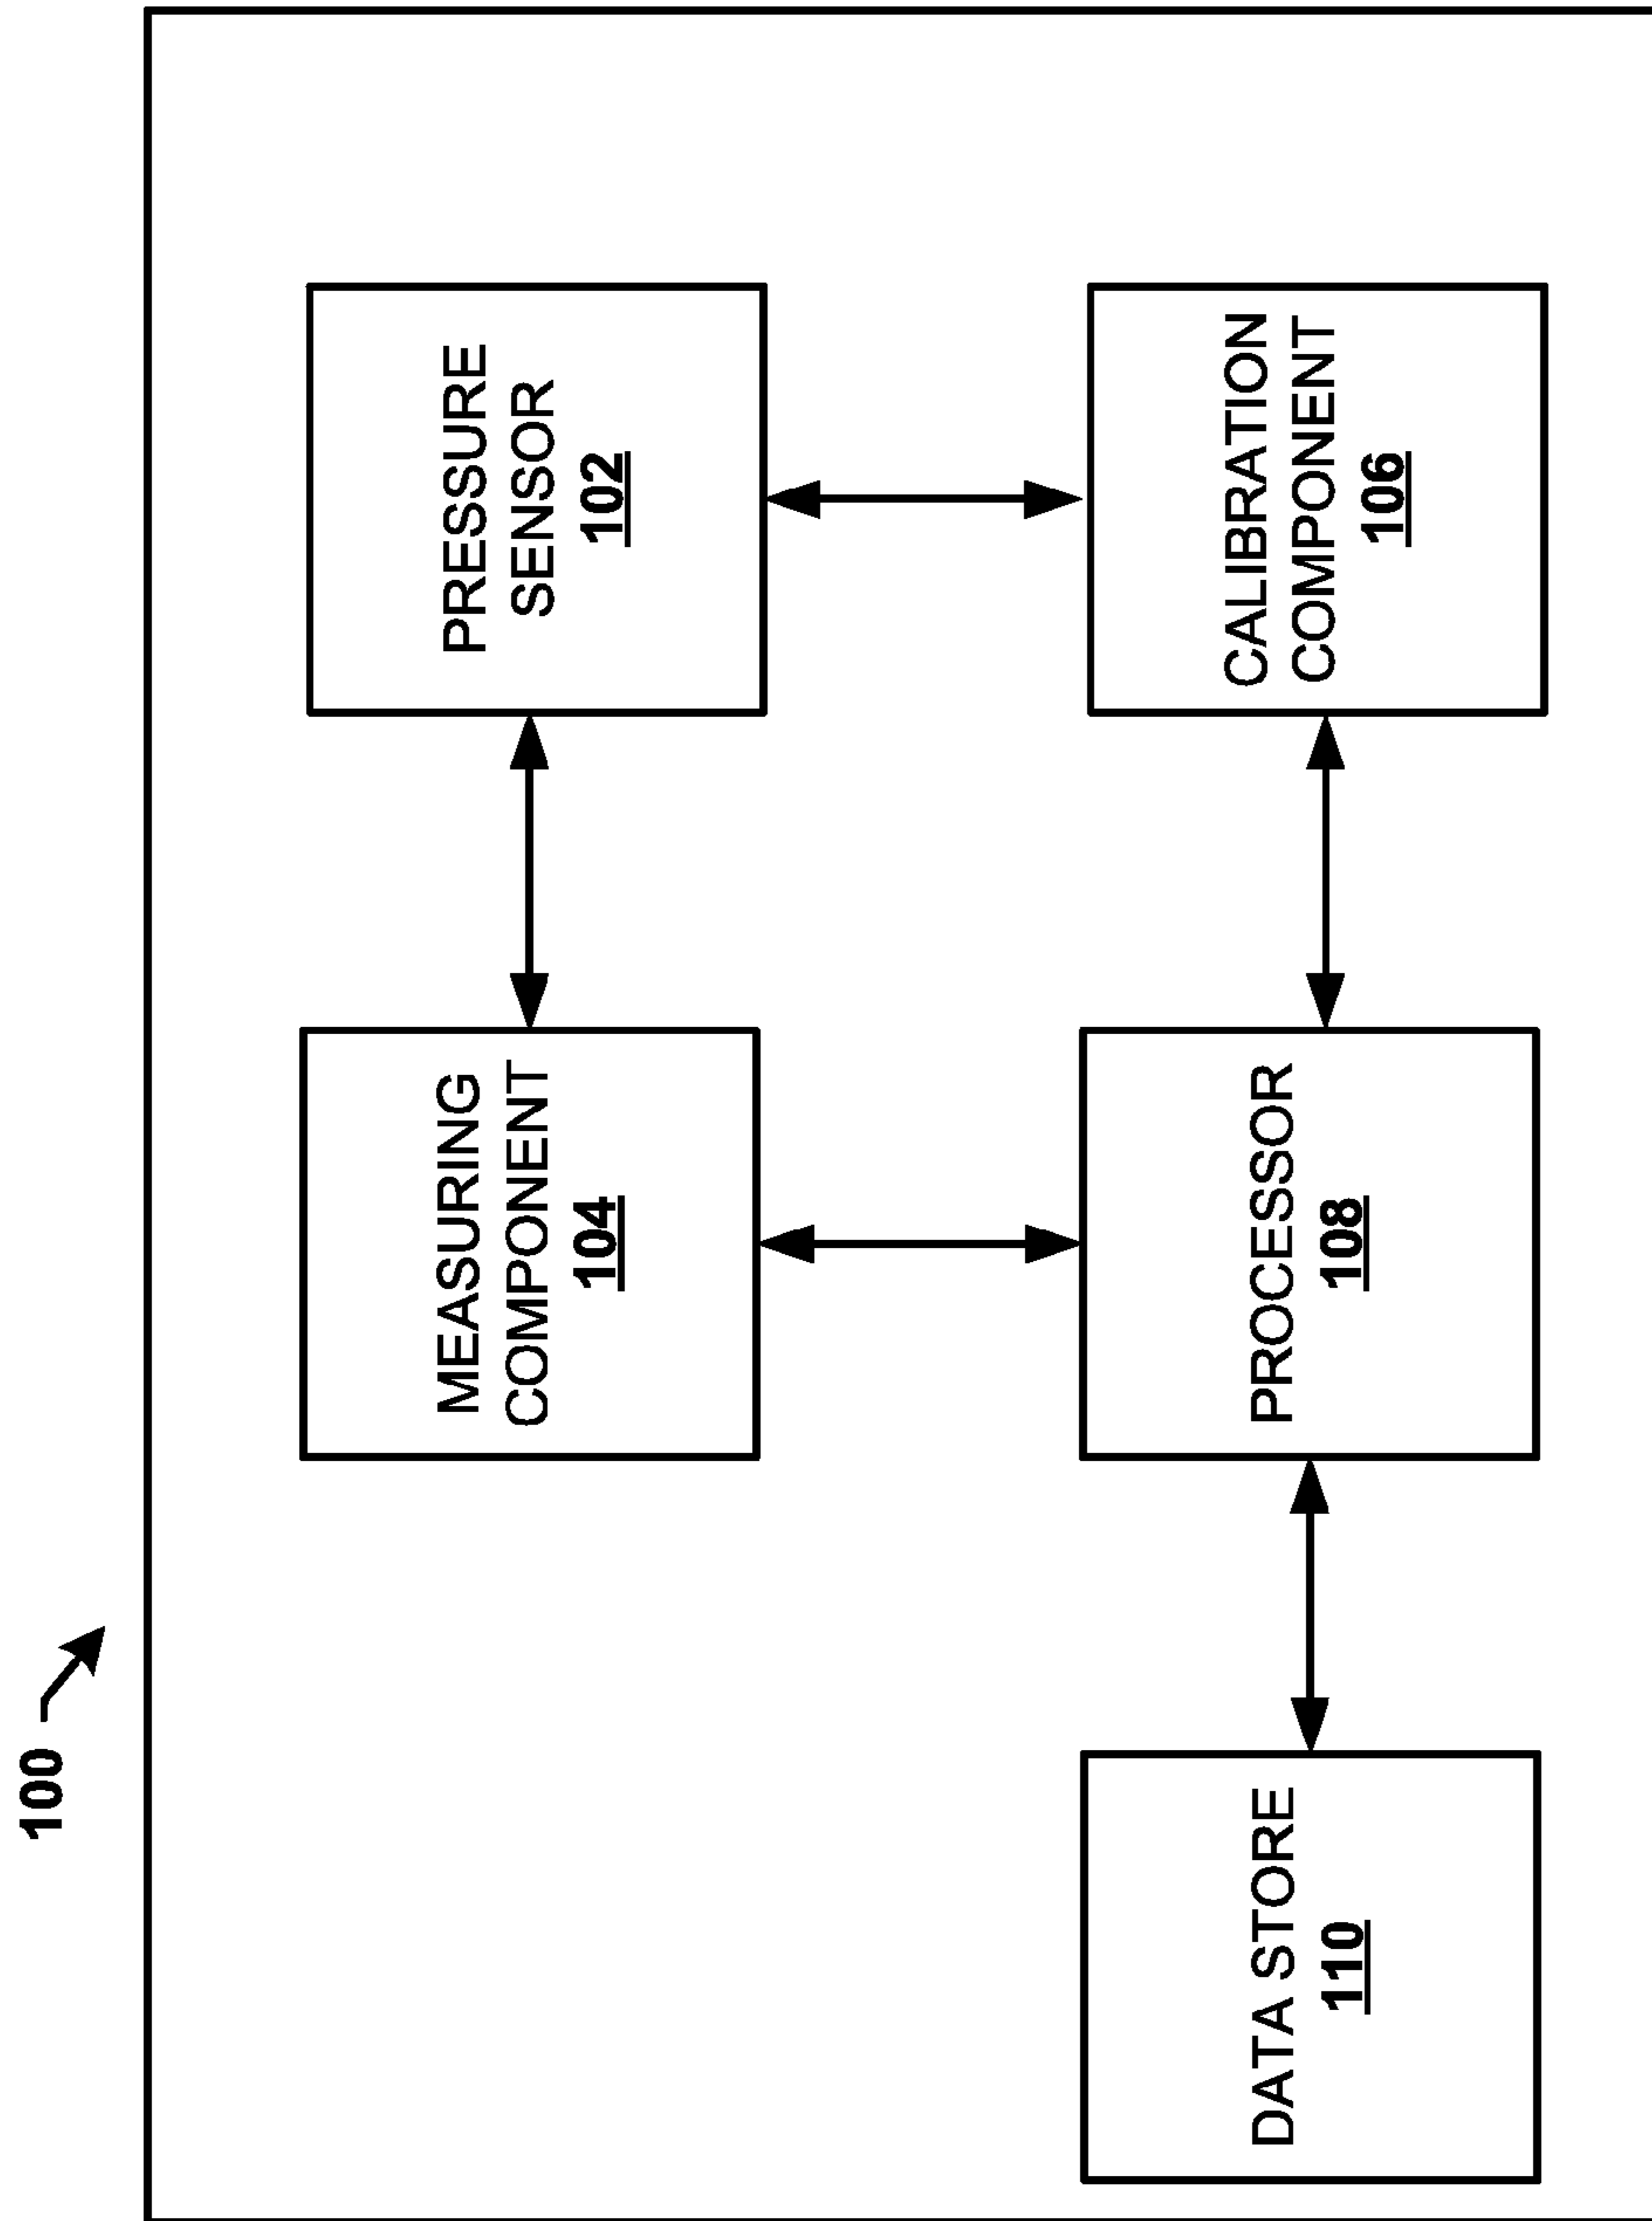 100
MEASURING
COMPONENT
104
PRESSURE
SENSOR
102
DATA STORE
110
PROCESSOR
108
CALIBRATION
COMPONENT
106